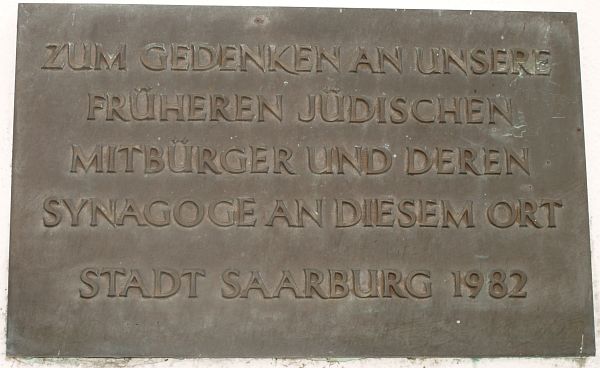 ZUM GEDENKEN AN UNSERE
FRÜHEREN JÜDISCHEN
MITBÜRGER UND DEREN
SYNAGOGE AN DIESEM ORT
STADT SAARBURG 1982